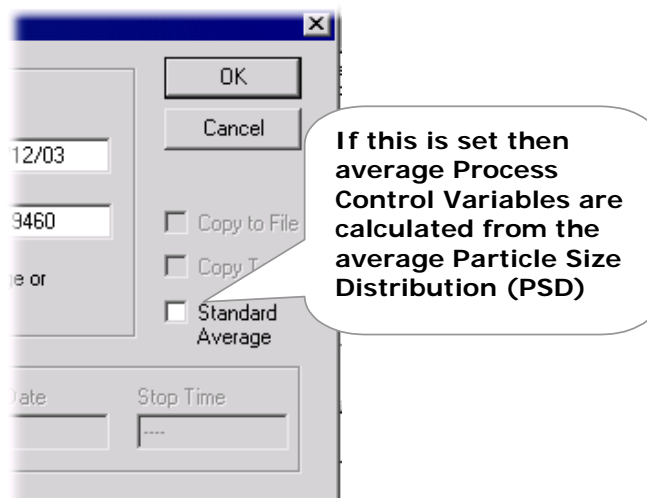 OK
Cancel
12/03
9460
Copy to File
Copy T
e or
Standard
Average
Date
Stop Time
----
If this is set then
average Process
Control Variables are
calculated from the
average Particle Size
Distribution (PSD)